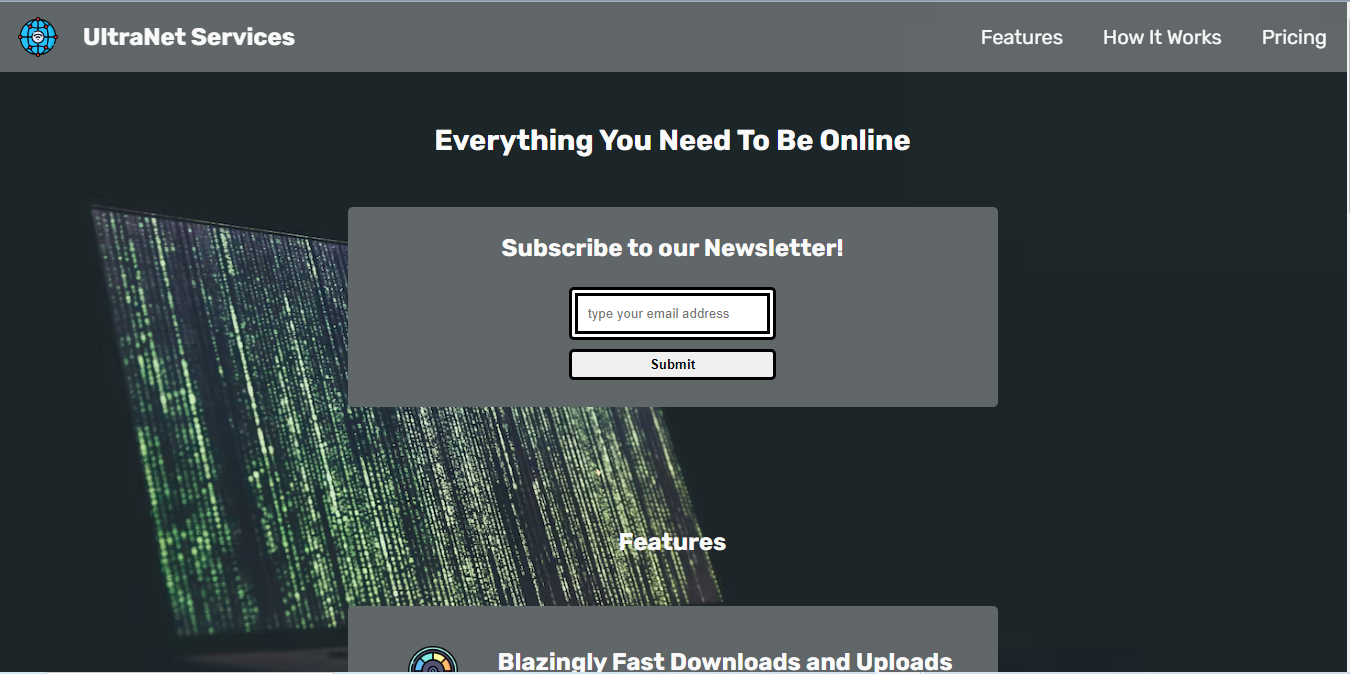 UltraNet Services
Features
How It Works
Pricing
Everything You Need To Be Online
Subscribe to our Newsletter!
type your email address
Submit
Features
Blazingly Fast Downloads and Uploads